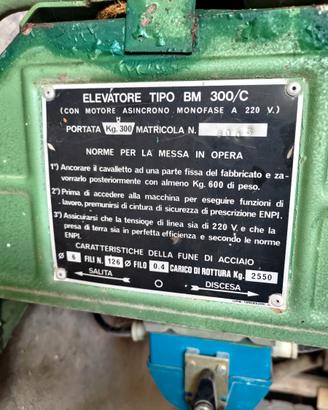 ELEVATORE TIPO BM 300/C
(CON MOTORE ASINCRONO MONOFASE A 220 V.)
PORTATA Kg. 300 MATRICOLA N.
NORME PER LA MESSA IN OPERA
1°) Ancorare il cavalletto ad una parte fissa del fabbricato e za-
vorrarlo posteriormente con almeno Kg. 600 di peso.
2°) Prima di accedere alla macchina per eseguire funzioni di
lavoro, premunirsi di cintura di sicurezza di prescrizione ENPI.
3°) Assicurarsi che la tensione di linea sia di 220 V. e che la
presa di terra sia in perfetta efficienza e secondo le norme
ENPI.
CARATTERISTICHE DELLA FUNE DI ACCIAIO
Ø 6 FILI N. 126 Ø FILO 0.4 CARICO DI ROTTURA Kg. 2550
SALITA O DISCESA